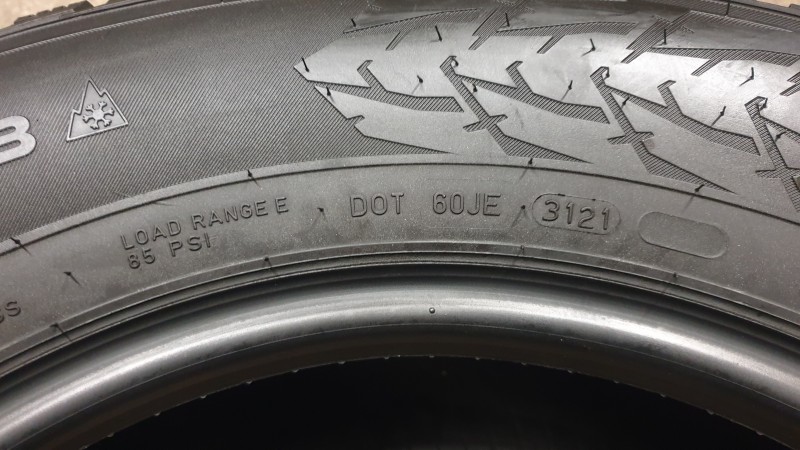 LOAD RANGE E
85 PSI
DOT 60JE 3121